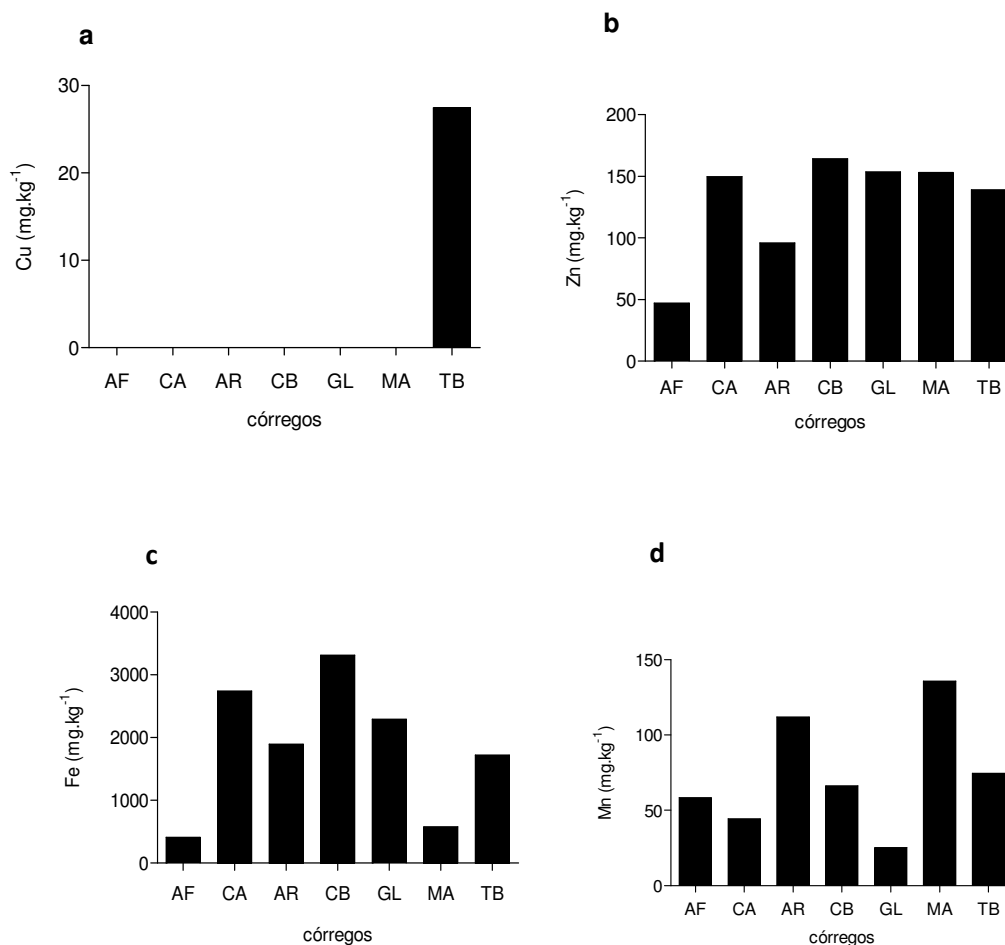 a
Cu (mg.kg⁻¹)
30
20
10
0
AF CA AR CB GL MA TB
córregos
b
Zn (mg.kg⁻¹)
200
150
100
50
0
AF CA AR CB GL MA TB
córregos
c
Fe (mg.kg⁻¹)
4000
3000
2000
1000
0
AF CA AR CB GL MA TB
córregos
d
Mn (mg.kg⁻¹)
150
100
50
0
AF CA AR CB GL MA TB
córregos